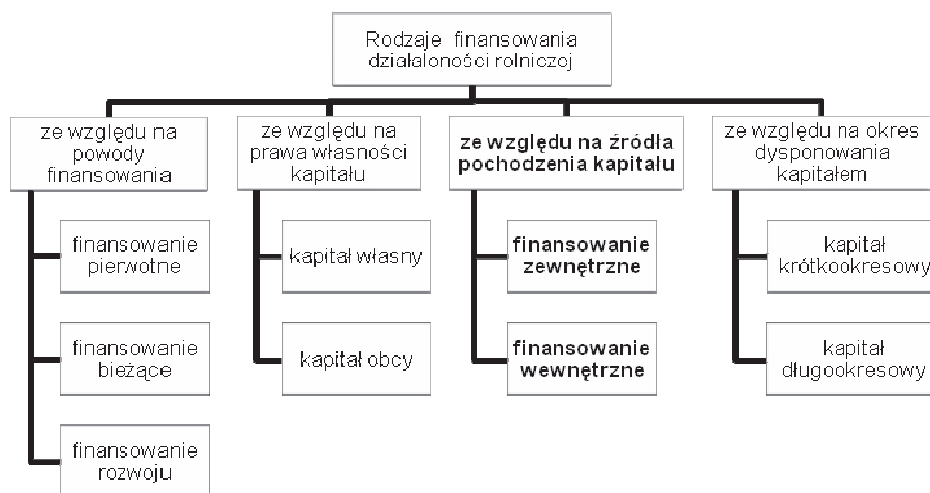 Rodzaje finansowania
działaloności rolniczej
ze względu na
powody
finansowania
finansowanie
pierwotne
finansowanie
bieżące
finansowanie
rozwoju
ze względu na
prawa własności
kapitału
kapitał własny
kapitał obcy
ze względu na źródła
pochodzenia kapitału
finansowanie
zewnętrzne
finansowanie
wewnętrzne
ze względu na okres
dysponowania
kapitałem
kapitał
krótkookresowy
kapitał
długookresowy